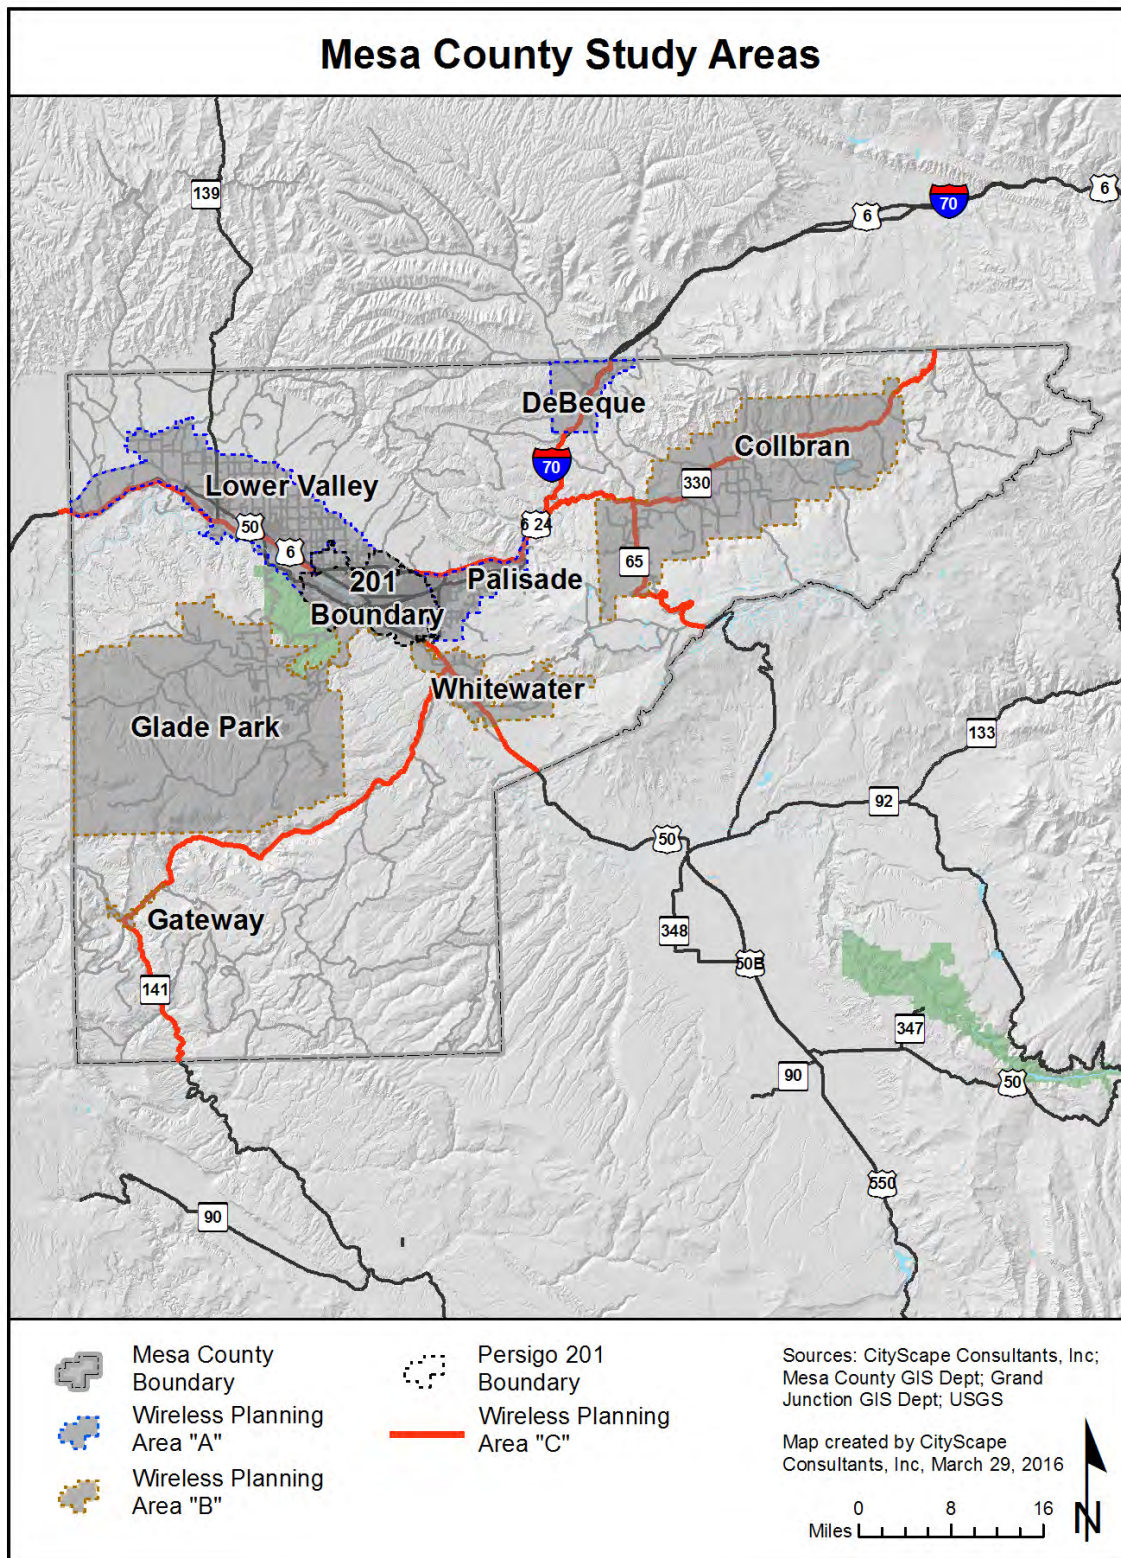 Mesa County Study Areas
139
6
70
6
DeBeque
Collbran
70
Lower Valley
330
50
6 24
6
65
201
Boundary
Palisade
Whitewater
Glade Park
133
92
50
Gateway
348
50B
141
347
90
50
550
90
Mesa County
Boundary
Wireless Planning
Area "A"
Wireless Planning
Area "B"
Persigo 201
Boundary
Wireless Planning
Area "C"
Sources: CityScape Consultants, Inc;
Mesa County GIS Dept; Grand
Junction GIS Dept; USGS
Map created by CityScape
Consultants, Inc, March 29, 2016
0 8 16
Miles
N